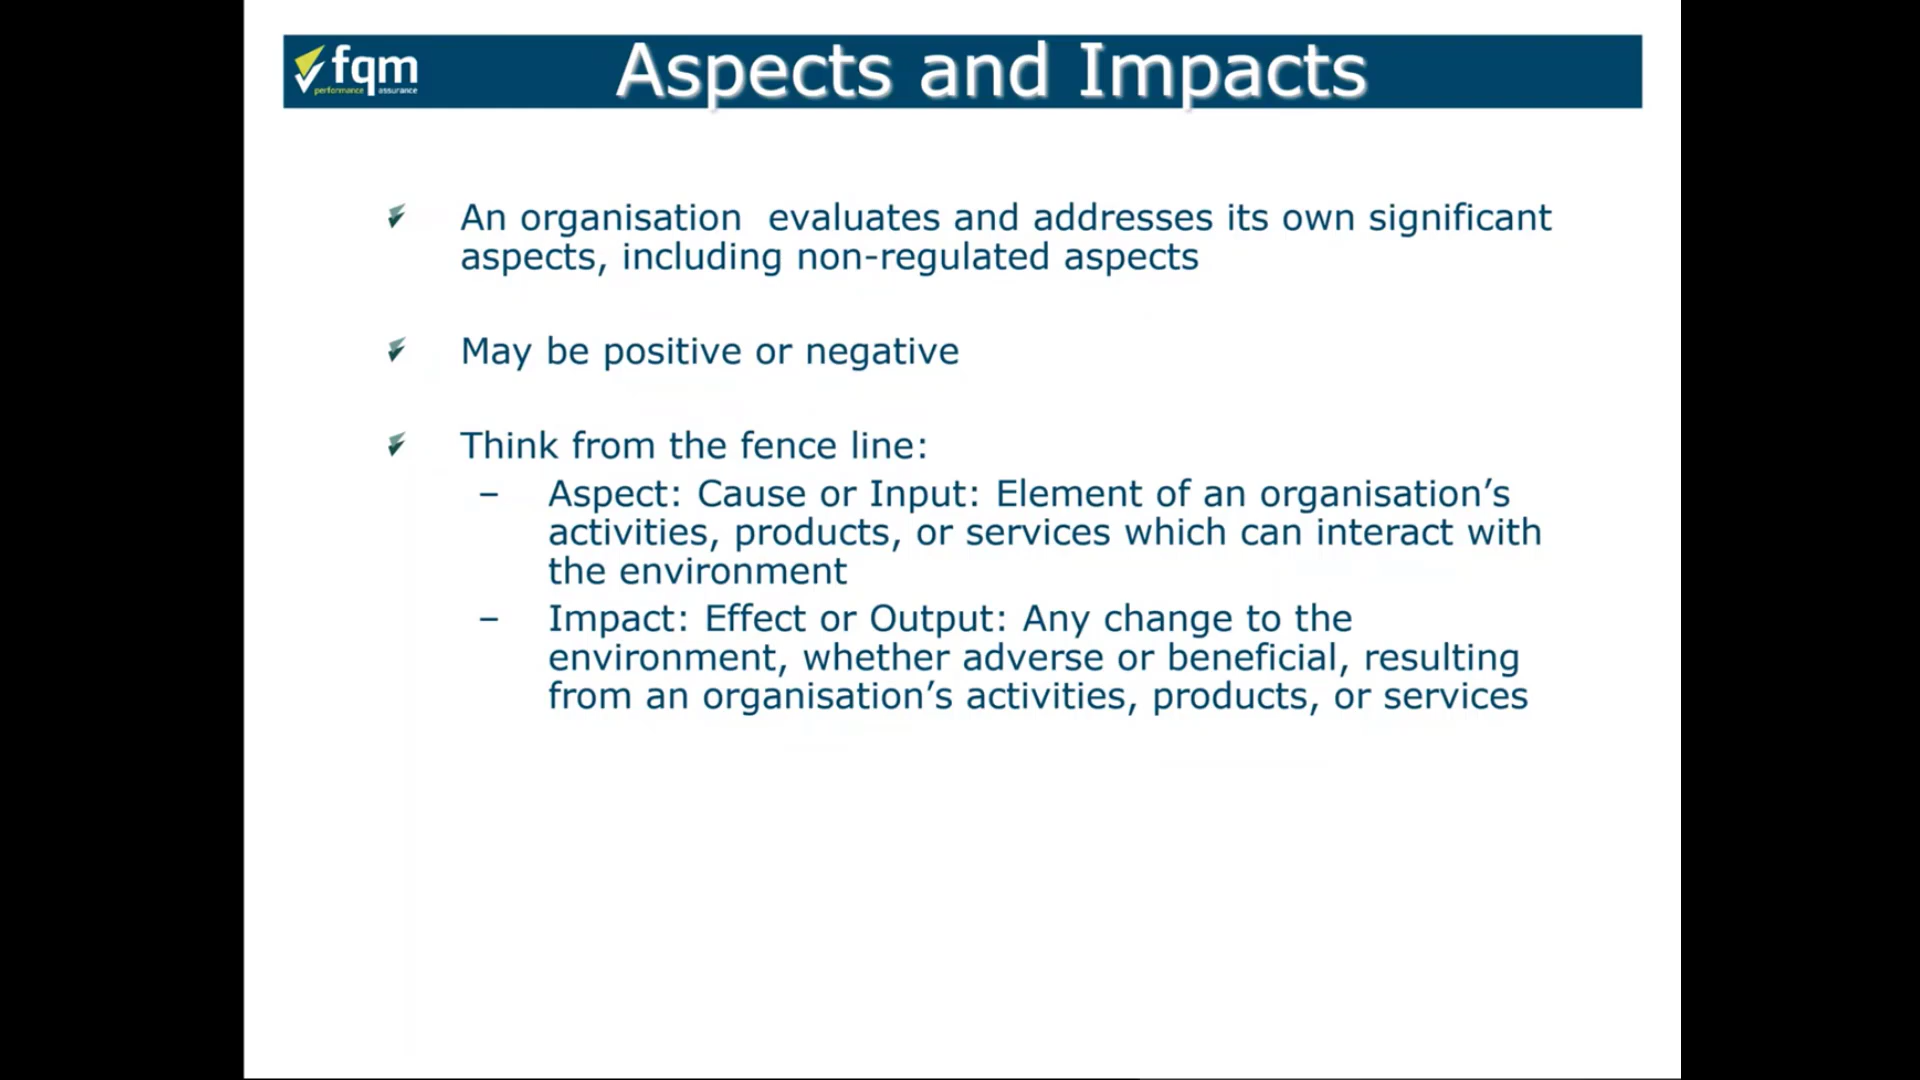 fqm
performance assurance
Aspects and Impacts
An organisation evaluates and addresses its own significant
aspects, including non-regulated aspects
May be positive or negative
Think from the fence line:
– Aspect: Cause or Input: Element of an organisation’s
activities, products, or services which can interact with
the environment
– Impact: Effect or Output: Any change to the
environment, whether adverse or beneficial, resulting
from an organisation’s activities, products, or services